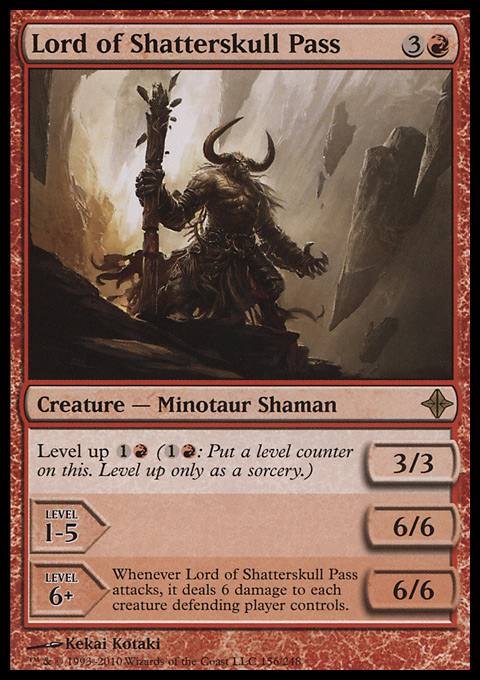 Lord of Shatterskull Pass 3
Creature — Minotaur Shaman
Level up 1 ( 1 : Put a level counter
on this. Level up only as a sorcery.)
3/3
LEVEL
1-5
6/6
LEVEL
6+
Whenever Lord of Shatterskull Pass
attacks, it deals 6 damage to each
creature defending player controls.
6/6
Kekai Kotaki
™ & © 1993–2010 Wizards of the Coast LLC 156/248